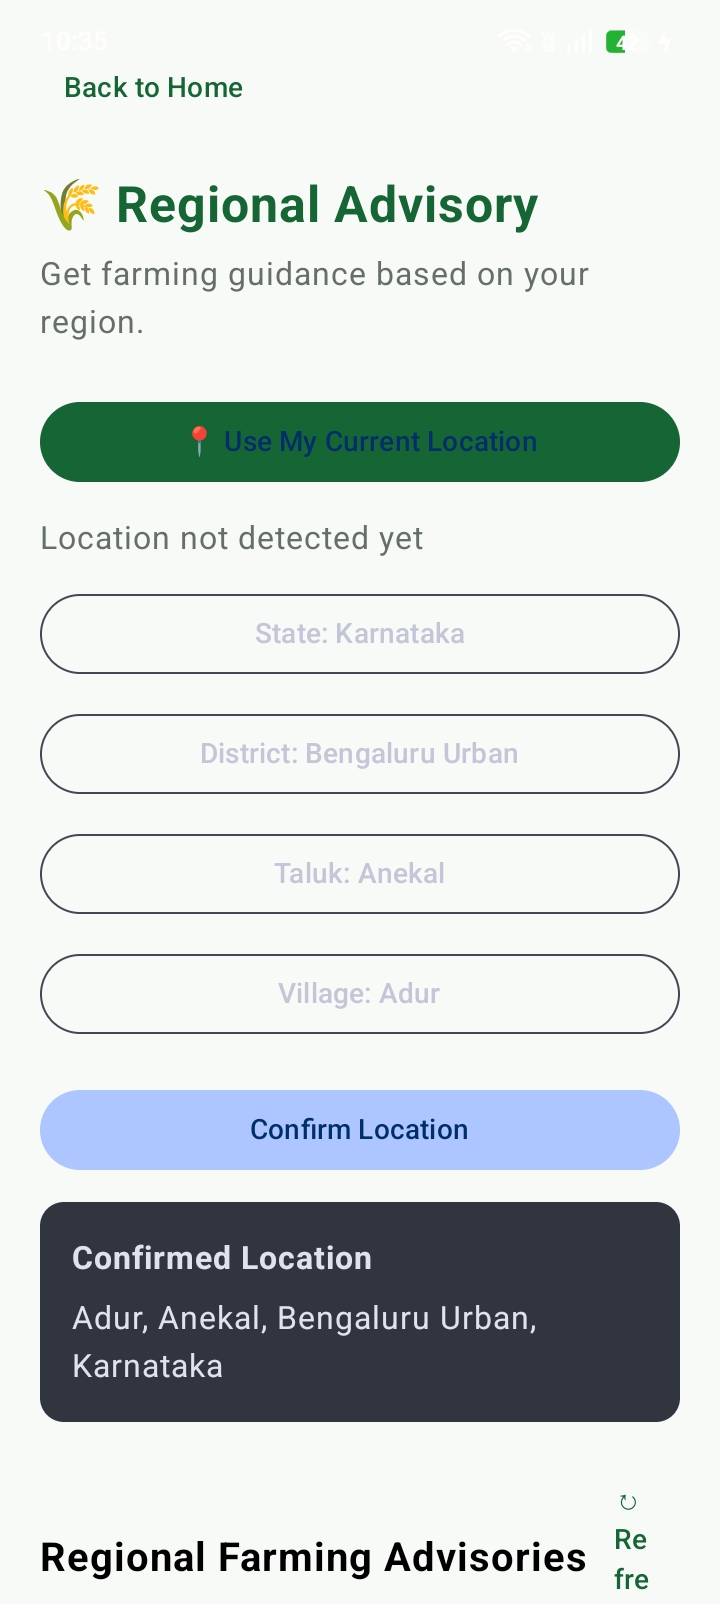 10:35
Back to Home
Regional Advisory
Get farming guidance based on your
region.
Use My Current Location
Location not detected yet
State: Karnataka
District: Bengaluru Urban
Taluk: Anekal
Village: Adur
Confirm Location
Confirmed Location
Adur, Anekal, Bengaluru Urban,
Karnataka
Re
Regional Farming Advisories
fre